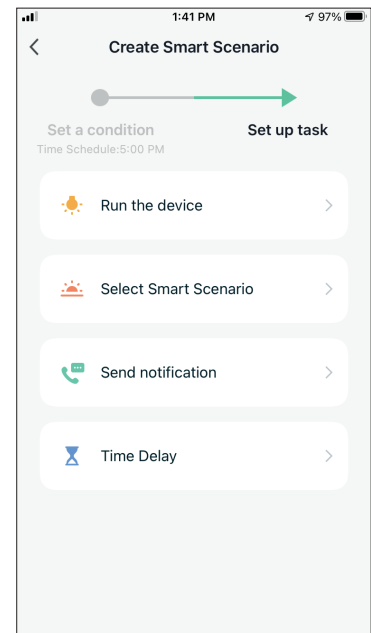 1:41 PM 97%
Create Smart Scenario
Set a condition Set up task
Time Schedule:5:00 PM
Run the device
Select Smart Scenario
Send notification
Time Delay